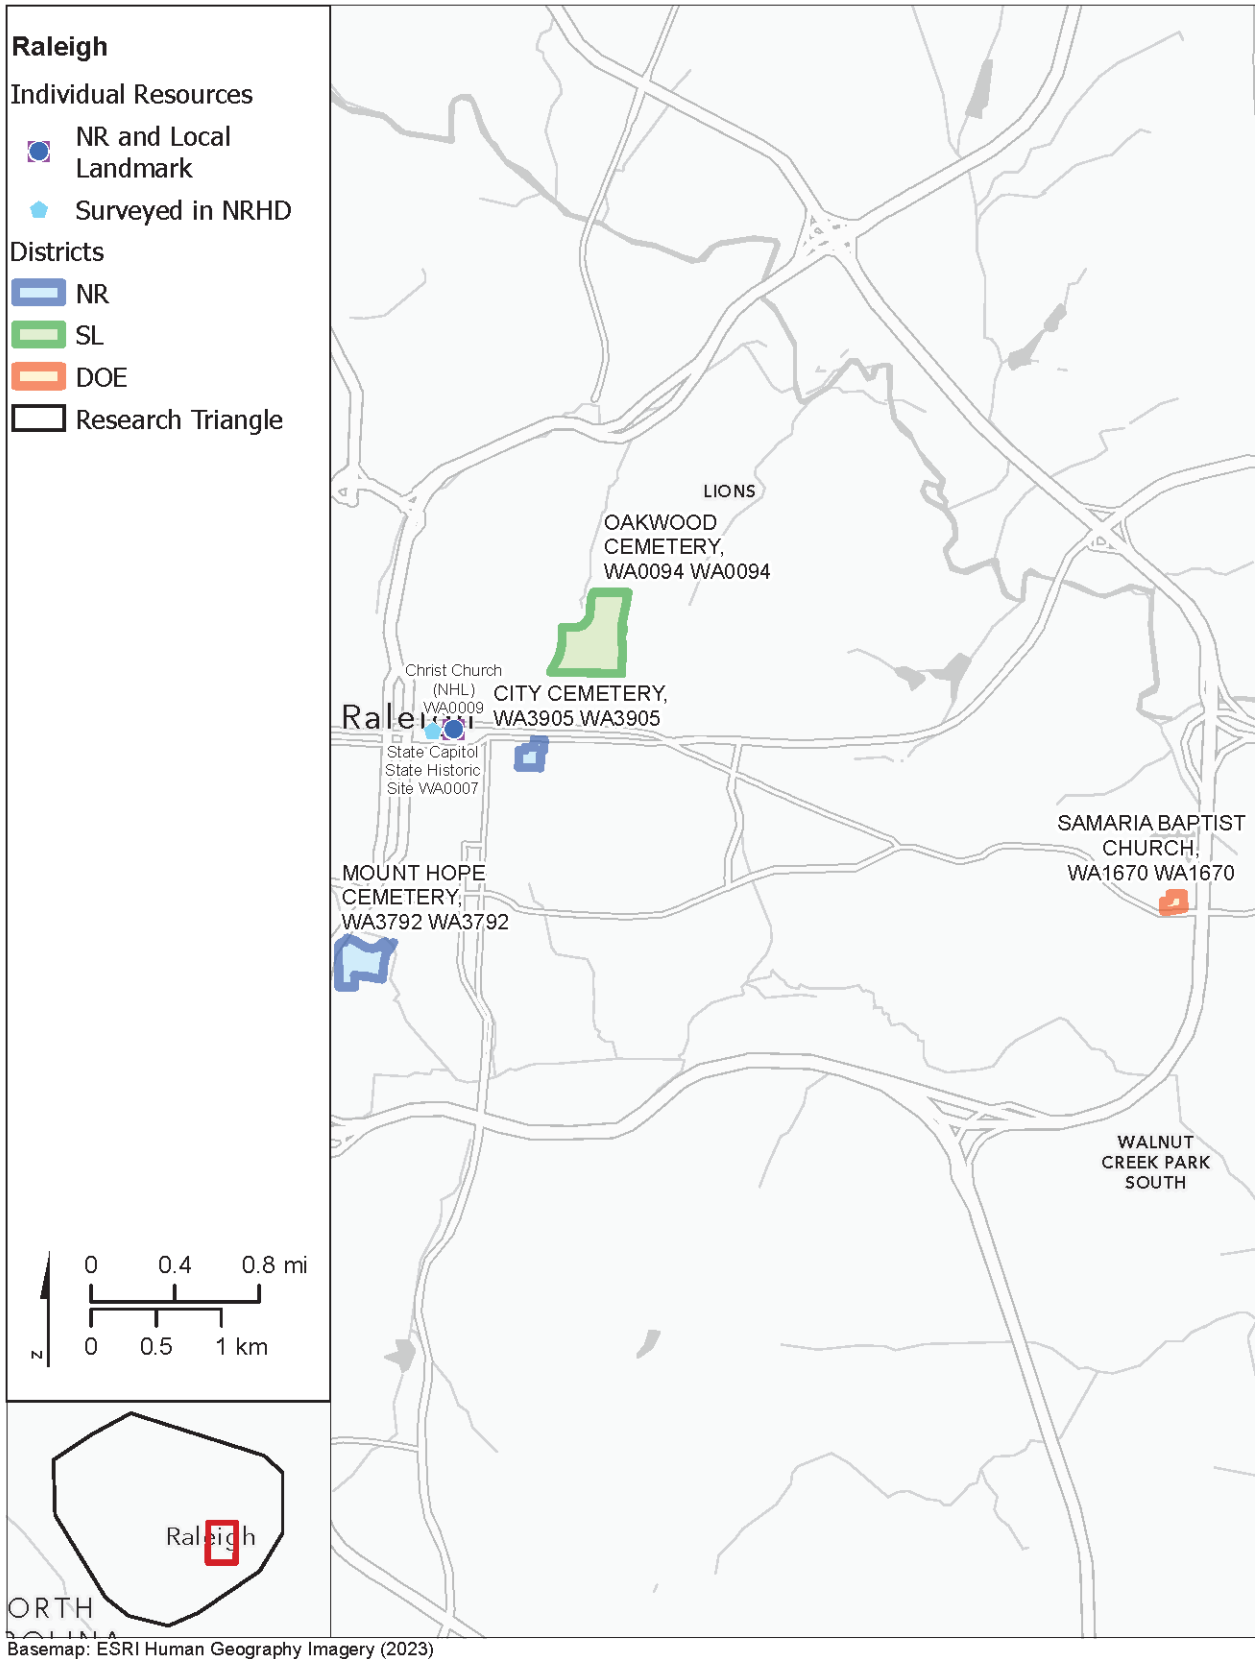 Raleigh
Individual Resources
NR and Local
Landmark
Surveyed in NRHD
Districts
NR
SL
DOE
Research Triangle
LIONS
OAKWOOD
CEMETERY,
WA0094 WA0094
Christ Church
(NHL)
WA0009
CITY CEMETERY,
WA3905 WA3905
Raleigh
State Capitol
State Historic
Site WA0007
SAMARIA BAPTIST
CHURCH,
WA1670 WA1670
MOUNT HOPE
CEMETERY,
WA3792 WA3792
WALNUT
CREEK PARK
SOUTH
0 0.4 0.8 mi
0 0.5 1 km
z
Raleigh
ORTH
ROLINA
Basemap: ESRI Human Geography Imagery (2023)